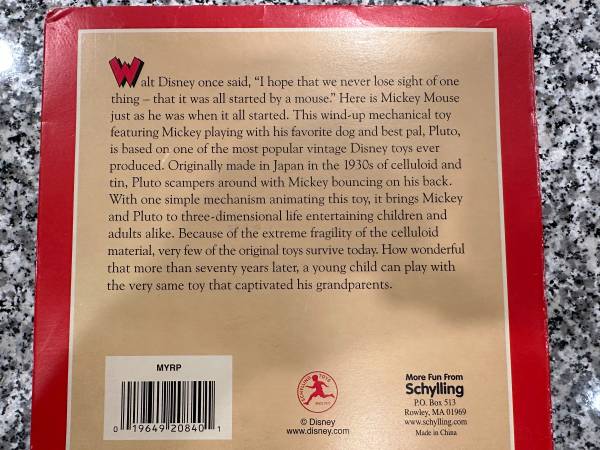 Walt Disney once said, “I hope that we never lose sight of one
thing – that it was all started by a mouse.” Here is Mickey Mouse
just as he was when it all started. This wind-up mechanical toy
featuring Mickey playing with his favorite dog and best pal, Pluto,
is based on one of the most popular vintage Disney toys ever
produced. Originally made in Japan in the 1930s of celluloid and
tin, Pluto scampers around with Mickey bouncing on his back.
With one simple mechanism animating this toy, it brings Mickey
and Pluto to three-dimensional life entertaining children and
adults alike. Because of the extreme fragility of the celluloid
material, very few of the original toys survive today. How wonderful
that more than seventy years later, a young child can play with
the very same toy that captivated his grandparents.
MYRP
0 19649 20840 1
SCHYLLING TOYS
© Disney
www.disney.com
More Fun From
Schylling
P.O. Box 513
Rowley, MA 01969
www.schylling.com
Made in China